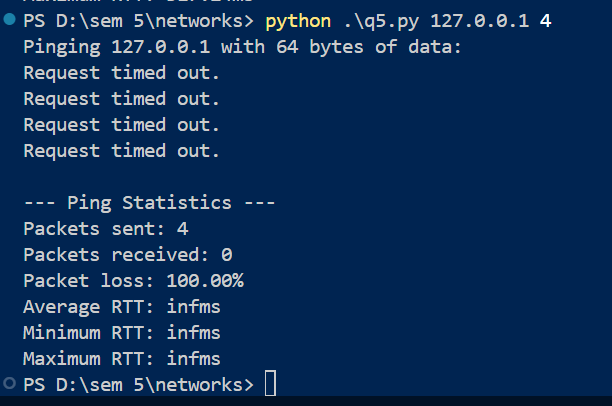 PS D:\sem 5\networks> python .\q5.py 127.0.0.1 4
Pinging 127.0.0.1 with 64 bytes of data:
Request timed out.
Request timed out.
Request timed out.
Request timed out.
--- Ping Statistics ---
Packets sent: 4
Packets received: 0
Packet loss: 100.00%
Average RTT: infms
Minimum RTT: infms
Maximum RTT: infms
PS D:\sem 5\networks>